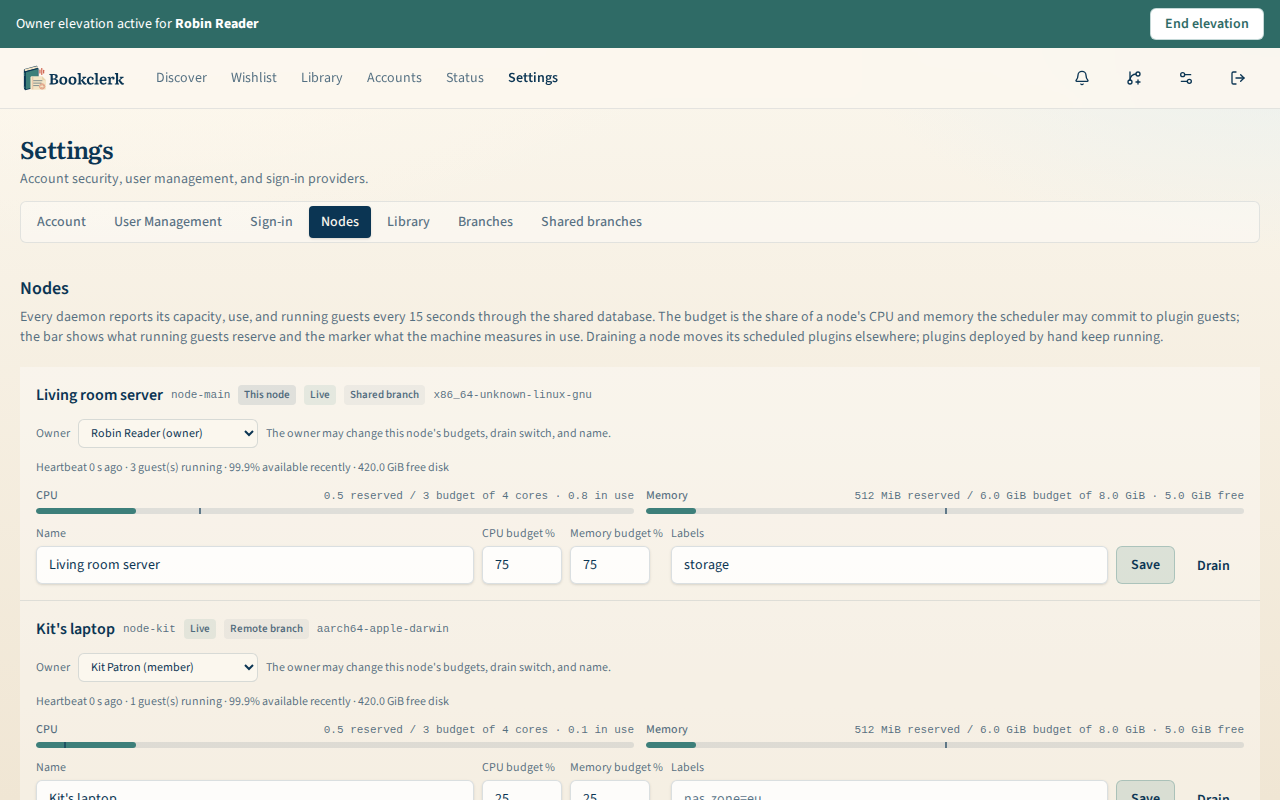 Owner elevation active for Robin Reader
End elevation
Bookclerk
Discover
Wishlist
Library
Accounts
Status
Settings
Settings
Account security, user management, and sign-in providers.
Account
User Management
Sign-in
Nodes
Library
Branches
Shared branches
Nodes
Every daemon reports its capacity, use, and running guests every 15 seconds through the shared database. The budget is the share of a node's CPU and memory the scheduler may commit to plugin guests;
the bar shows what running guests reserve and the marker what the machine measures in use. Draining a node moves its scheduled plugins elsewhere; plugins deployed by hand keep running.
Living room server node-main This node Live Shared branch x86_64-unknown-linux-gnu
Owner Robin Reader (owner) The owner may change this node's budgets, drain switch, and name.
Heartbeat 0 s ago · 3 guest(s) running · 99.9% available recently · 420.0 GiB free disk
CPU 0.5 reserved / 3 budget of 4 cores · 0.8 in use
Memory 512 MiB reserved / 6.0 GiB budget of 8.0 GiB · 5.0 GiB free
Name CPU budget % Memory budget % Labels
Living room server 75 75 storage Save Drain
Kit's laptop node-kit Live Remote branch aarch64-apple-darwin
Owner Kit Patron (member) The owner may change this node's budgets, drain switch, and name.
Heartbeat 0 s ago · 1 guest(s) running · 99.9% available recently · 420.0 GiB free disk
CPU 0.5 reserved / 3 budget of 4 cores · 0.1 in use
Memory 512 MiB reserved / 6.0 GiB budget of 8.0 GiB · 5.0 GiB free
Name CPU budget % Memory budget % Labels
Kit's laptop 25 25 nas, zone=eu Save Drain